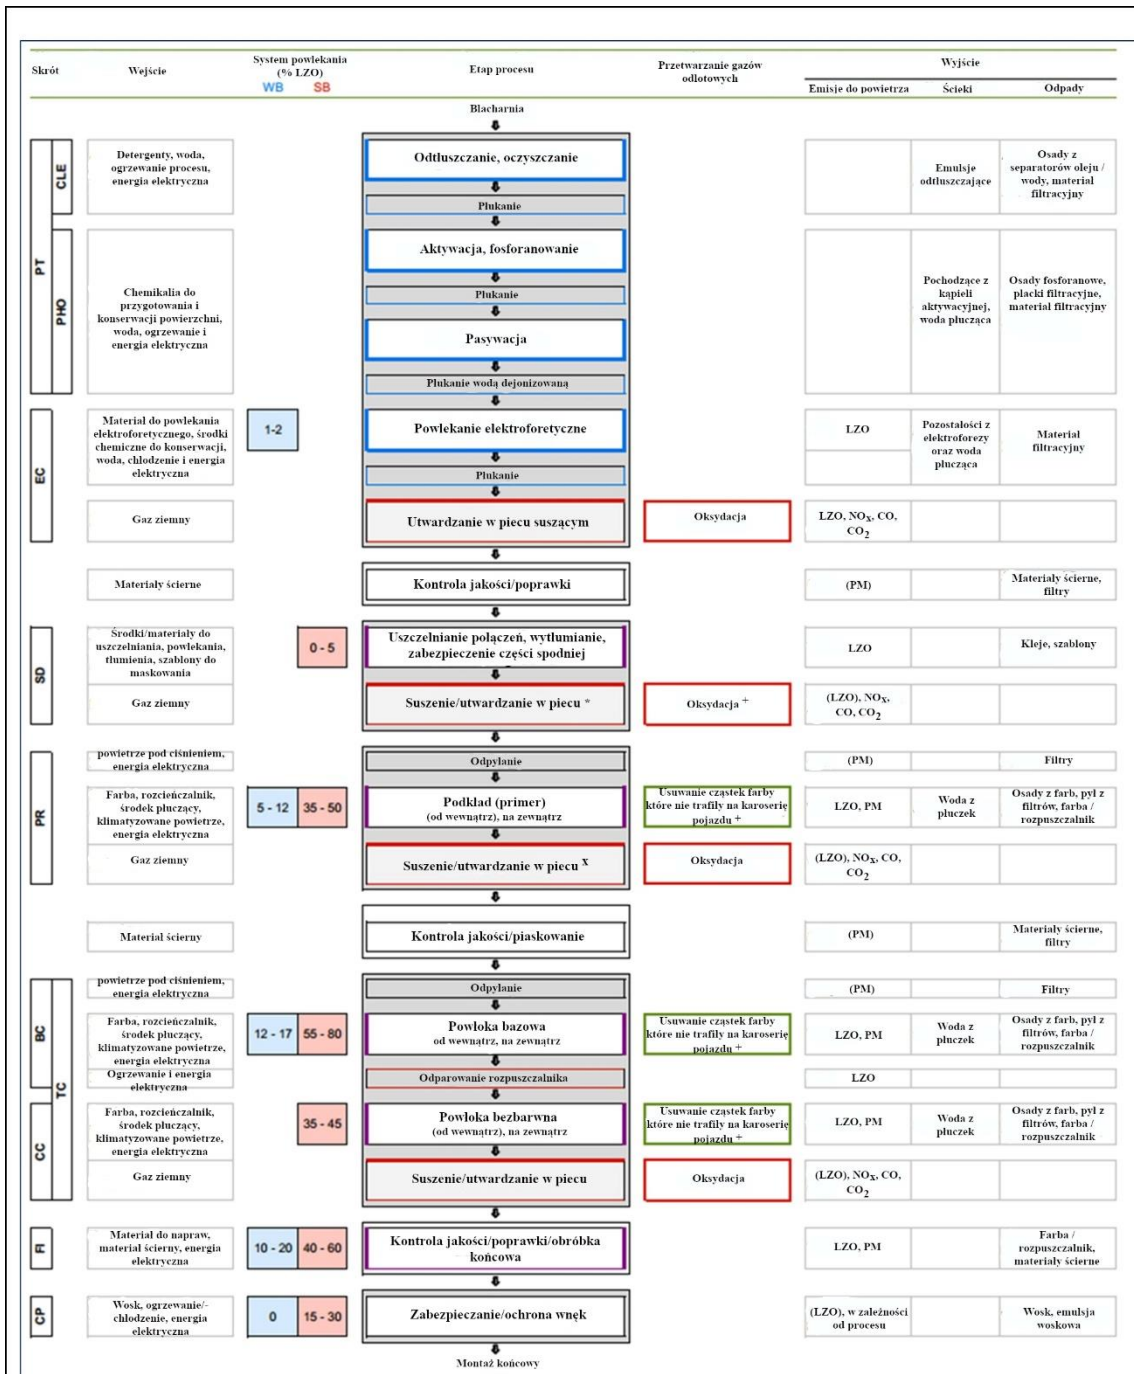 Skrót
Wejście
System powlekania
(% LZO)
WB SB
Etap procesu
Przetwarzanie gazów
odlotowych
Wyjście
Emisje do powietrza
Ścieki
Odpady
Blacharnia
PT
CLE
Detergenty, woda,
ogrzewanie procesu,
energia elektryczna
Odtłuszczanie, oczyszczanie
Emulsje
odtłuszczające
Osady z
separatorów oleju /
wody, materiał
filtracyjny
Płukanie
PHO
Chemikalia do
przygotowania i
konserwacji powierzchni,
woda, ogrzewanie i
energia elektryczna
Aktywacja, fosforanowanie
Płukanie
Pasywacja
Płukanie wodą dejonizowaną
Pochodzące z
kąpieli
aktywacyjnej,
woda płucząca
Osady fosforanowe,
placki filtracyjne,
materiał filtracyjny
EC
Materiał do powlekania
elektroforetycznego, środki
chemiczne do konserwacji,
woda, chłodzenie i energia
elektryczna
1-2
Powlekanie elektroforetyczne
LZO
Pozostałości z
elektroforezy
oraz woda
płucząca
Materiał
filtracyjny
Płukanie
Gaz ziemny
Utwardzanie w piecu suszącym
Oksydacja
LZO, NOx, CO,
CO2
Materiały ścierne
Kontrola jakości/poprawki
(PM)
Materiały ścierne,
filtry
SD
Środki/materiały do
uszczelniania, powlekania,
tłumienia, szablony do
maskowania
0 - 5
Uszczelnianie połączeń, wytłumianie,
zabezpieczenie części spodniej
LZO
Kleje, szablony
Gaz ziemny
Suszenie/utwardzanie w piecu *
Oksydacja +
(LZO), NOx,
CO, CO2
PR
powietrze pod ciśnieniem,
energia elektryczna
Odpylanie
(PM)
Filtry
Farba, rozcieńczalnik,
środek płuczący,
klimatyzowane powietrze,
energia elektryczna
5 - 12 35 - 50
Podkład (primer)
(od wewnątrz), na zewnątrz
Usuwanie cząstek farby
które nie trafiły na karoserię
pojazdu +
LZO, PM
Woda z
płuczek
Osady z farb, pył z
filtrów, farba /
rozpuszczalnik
Gaz ziemny
Suszenie/utwardzanie w piecu x
Oksydacja
(LZO), NOx, CO,
CO2
Materiał ścierny
Kontrola jakości/piaskowanie
(PM)
Materiały ścierne,
filtry
TC
BC
powietrze pod ciśnieniem,
energia elektryczna
Odpylanie
(PM)
Filtry
Farba, rozcieńczalnik,
środek płuczący,
klimatyzowane powietrze,
energia elektryczna
12 - 17 55 - 80
Powłoka bazowa
od wewnątrz, na zewnątrz
Usuwanie cząstek farby
które nie trafiły na karoserię
pojazdu +
LZO, PM
Woda z
płuczek
Osady z farb, pył z
filtrów, farba /
rozpuszczalnik
Ogrzewanie i energia
elektryczna
Odparowanie rozpuszczalnika
LZO
CC
Farba, rozcieńczalnik,
środek płuczący,
klimatyzowane powietrze,
energia elektryczna
35 - 45
Powłoka bezbarwna
(od wewnątrz), na zewnątrz
Usuwanie cząstek farby
które nie trafiły na karoserię
pojazdu +
LZO, PM
Woda z
płuczek
Osady z farb, pył z
filtrów, farba /
rozpuszczalnik
Gaz ziemny
Suszenie/utwardzanie w piecu
Oksydacja
(LZO), NOx, CO,
CO2
FI
Materiał do napraw,
materiał ścierny, energia
elektryczna
10 - 20 40 - 60
Kontrola jakości/poprawki/obróbka
końcowa
LZO, PM
Farba /
rozpuszczalnik,
materiały ścierne
CP
Wosk, ogrzewanie/-
chłodzenie, energia
elektryczna
0 15 - 30
Zabezpieczanie/ochrona wnęk
(LZO), w zależności
od procesu
Wosk, emulsja
woskowa
Montaż końcowy